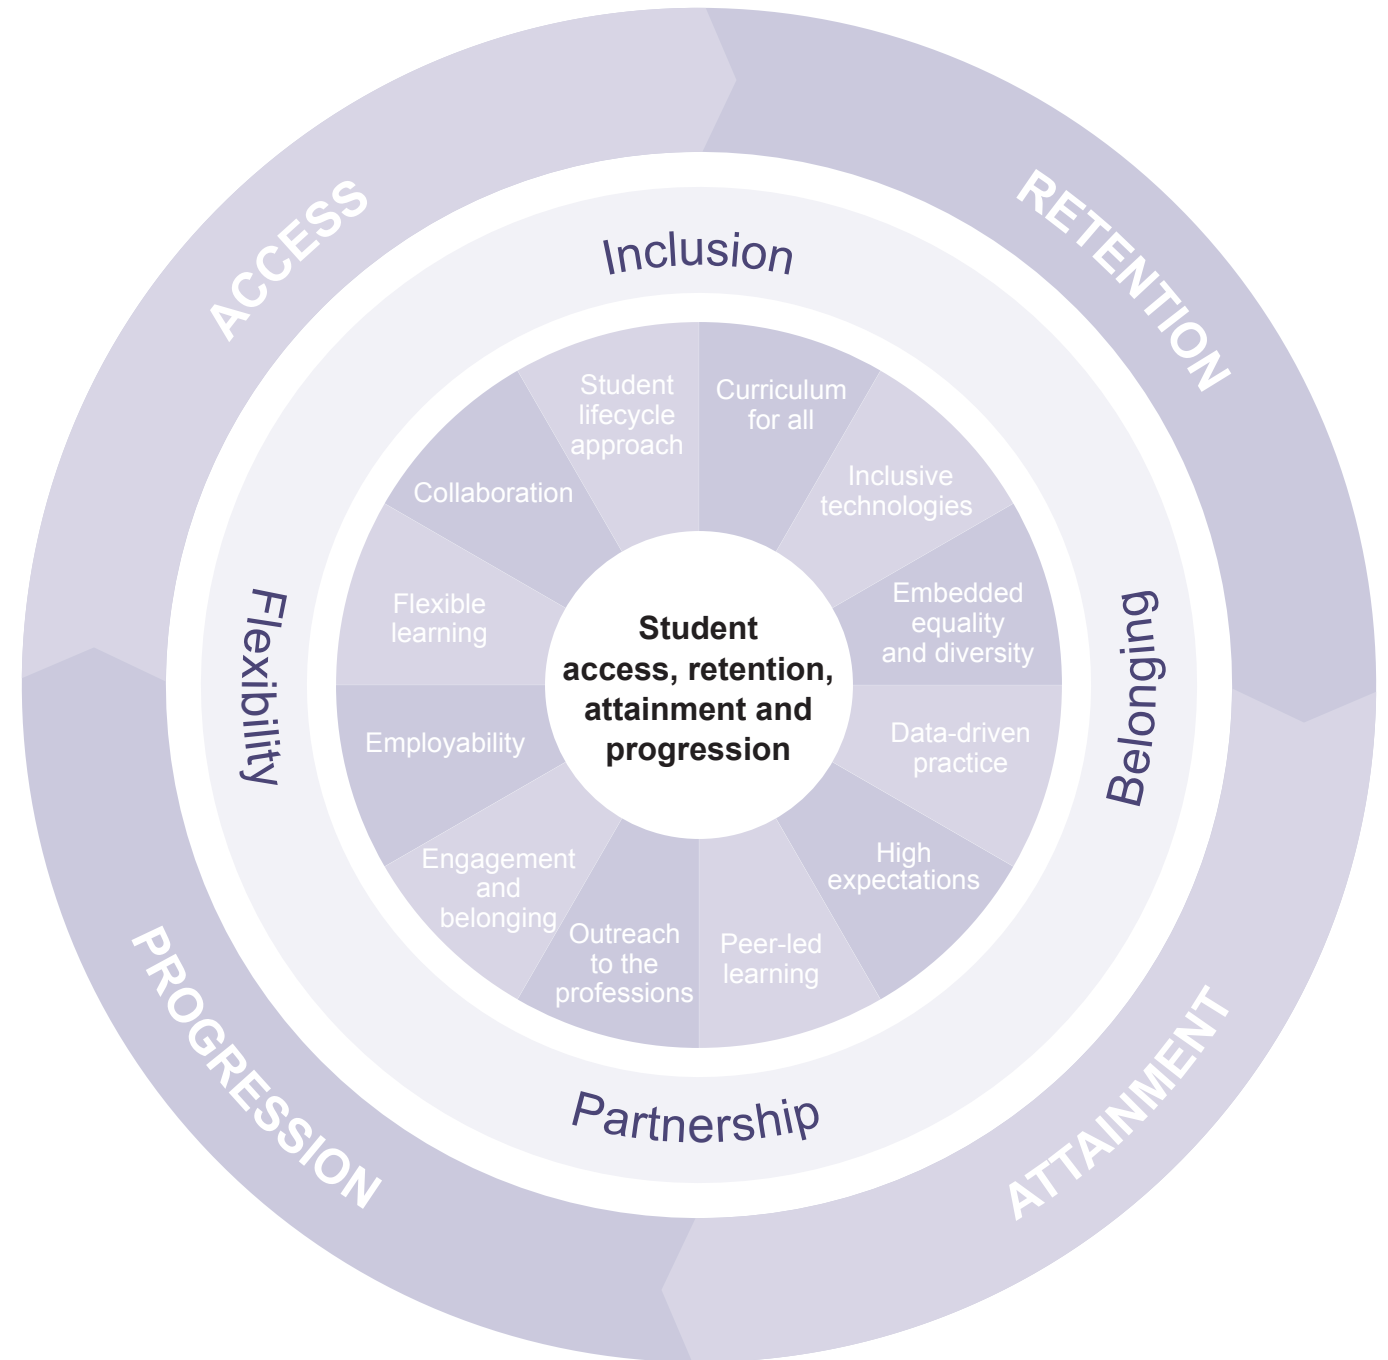 ACCESS
RETENTION
ATTAINMENT
PROGRESSION
Inclusion
Belonging
Partnership
Flexibility
Curriculum
for all
Inclusive
technologies
Embedded
equality
and diversity
Data-driven
practice
High
expectations
Peer-led
learning
Outreach
to the
professions
Engagement
and
belonging
Employability
Flexible
learning
Collaboration
Student
lifecycle
approach
Student
access, retention,
attainment and
progression